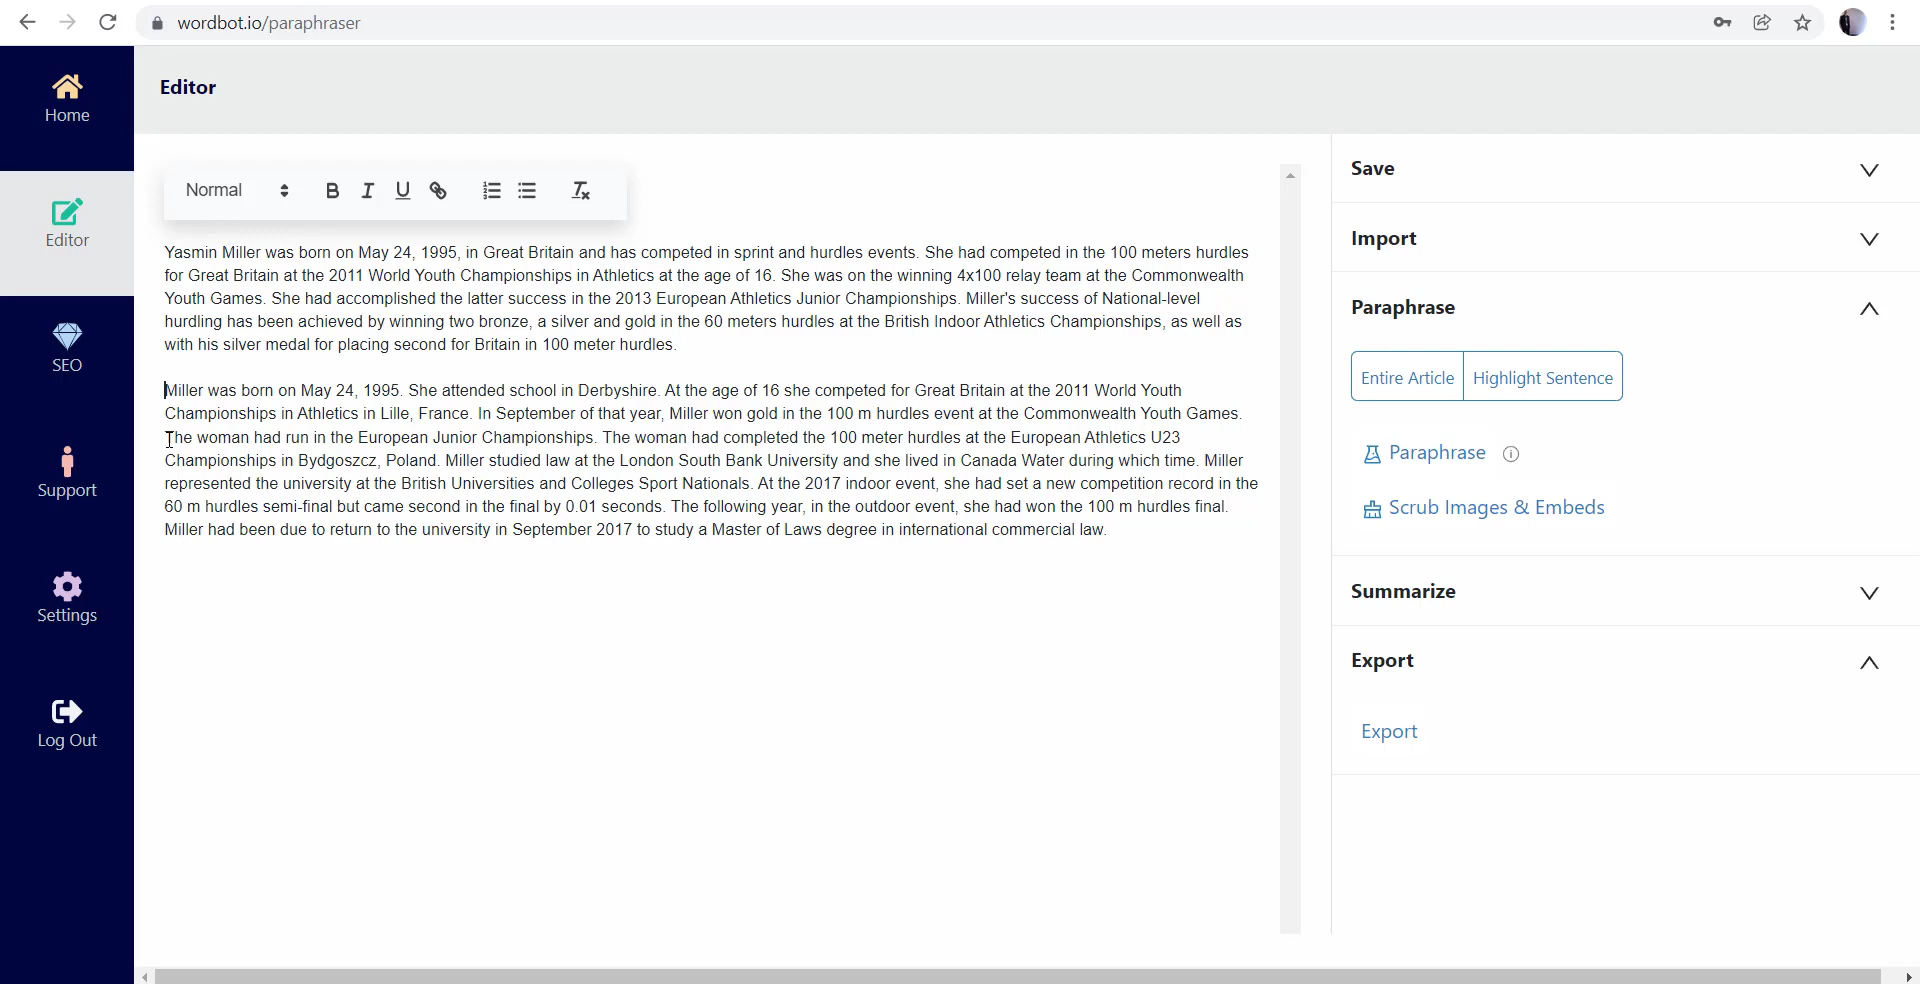 wordbot.io/paraphraser
Home
Editor
SEO
Support
Settings
Log Out
Editor
Normal
B I U
Yasmin Miller was born on May 24, 1995, in Great Britain and has competed in sprint and hurdles events. She had competed in the 100 meters hurdles
for Great Britain at the 2011 World Youth Championships in Athletics at the age of 16. She was on the winning 4x100 relay team at the Commonwealth
Youth Games. She had accomplished the latter success in the 2013 European Athletics Junior Championships. Miller's success of National-level
hurdling has been achieved by winning two bronze, a silver and gold in the 60 meters hurdles at the British Indoor Athletics Championships, as well as
with his silver medal for placing second for Britain in 100 meter hurdles.
Miller was born on May 24, 1995. She attended school in Derbyshire. At the age of 16 she competed for Great Britain at the 2011 World Youth
Championships in Athletics in Lille, France. In September of that year, Miller won gold in the 100 m hurdles event at the Commonwealth Youth Games.
The woman had run in the European Junior Championships. The woman had completed the 100 meter hurdles at the European Athletics U23
Championships in Bydgoszcz, Poland. Miller studied law at the London South Bank University and she lived in Canada Water during which time. Miller
represented the university at the British Universities and Colleges Sport Nationals. At the 2017 indoor event, she had set a new competition record in the
60 m hurdles semi-final but came second in the final by 0.01 seconds. The following year, in the outdoor event, she had won the 100 m hurdles final.
Miller had been due to return to the university in September 2017 to study a Master of Laws degree in international commercial law.
Save
Import
Paraphrase
Entire Article
Highlight Sentence
Paraphrase
Scrub Images & Embeds
Summarize
Export
Export